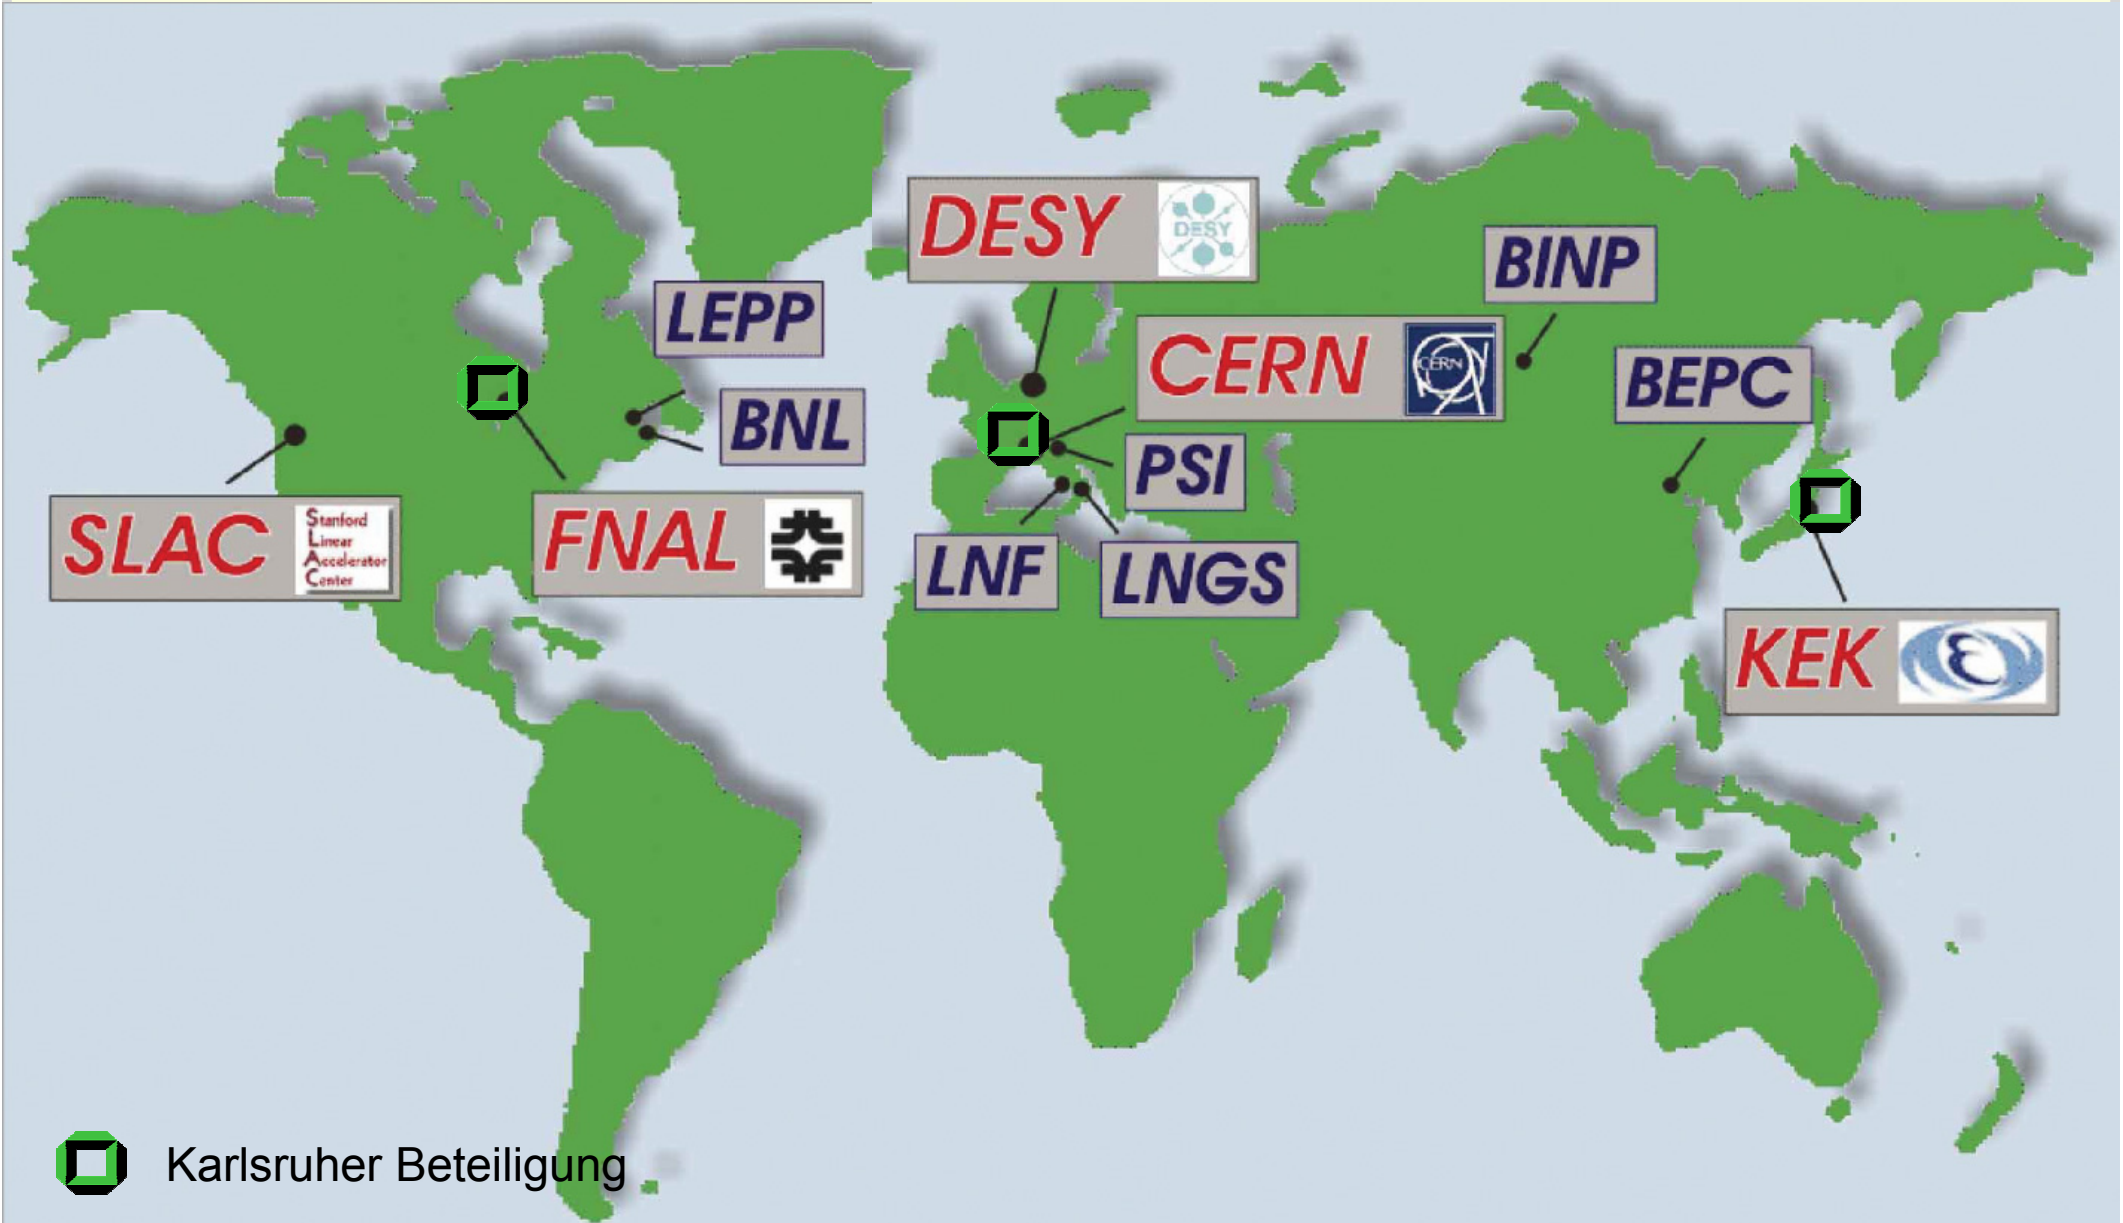 DESY
DESY
BINP
LEPP
CERN
CERN
BEPC
BNL
PSI
SLAC
Stanford
Linear
Accelerator
Center
FNAL
LNF
LNGS
KEK
Karlsruher Beteiligung